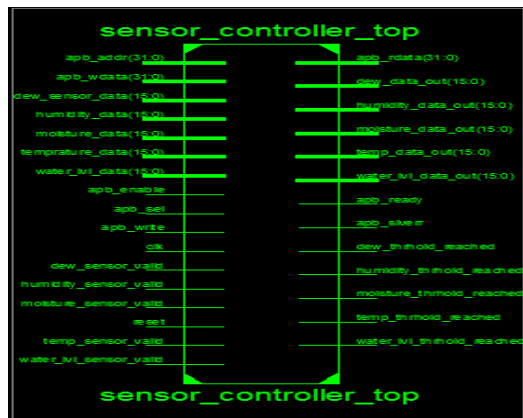 sensor_controller_top
apb_addr(31:0)
apb_wdata(31:0)
dew_sensor_data(15:0)
humidity_data(15:0)
moisture_data(15:0)
temprature_data(15:0)
water_lvl_data(15:0)
apb_enable
apb_sel
apb_write
clk
dew_sensor_valid
humidity_sensor_valid
moisture_sensor_valid
reset
temp_sensor_valid
water_lvl_sensor_valid
apb_rdata(31:0)
dew_data_out(15:0)
humidity_data_out(15:0)
moisture_data_out(15:0)
temp_data_out(15:0)
water_lvl_data_out(15:0)
apb_ready
apb_slverr
dew_thrhold_reached
humidity_thrhold_reached
moisture_thrhold_reached
temp_thrhold_reached
water_lvl_thrhold_reached
sensor_controller_top